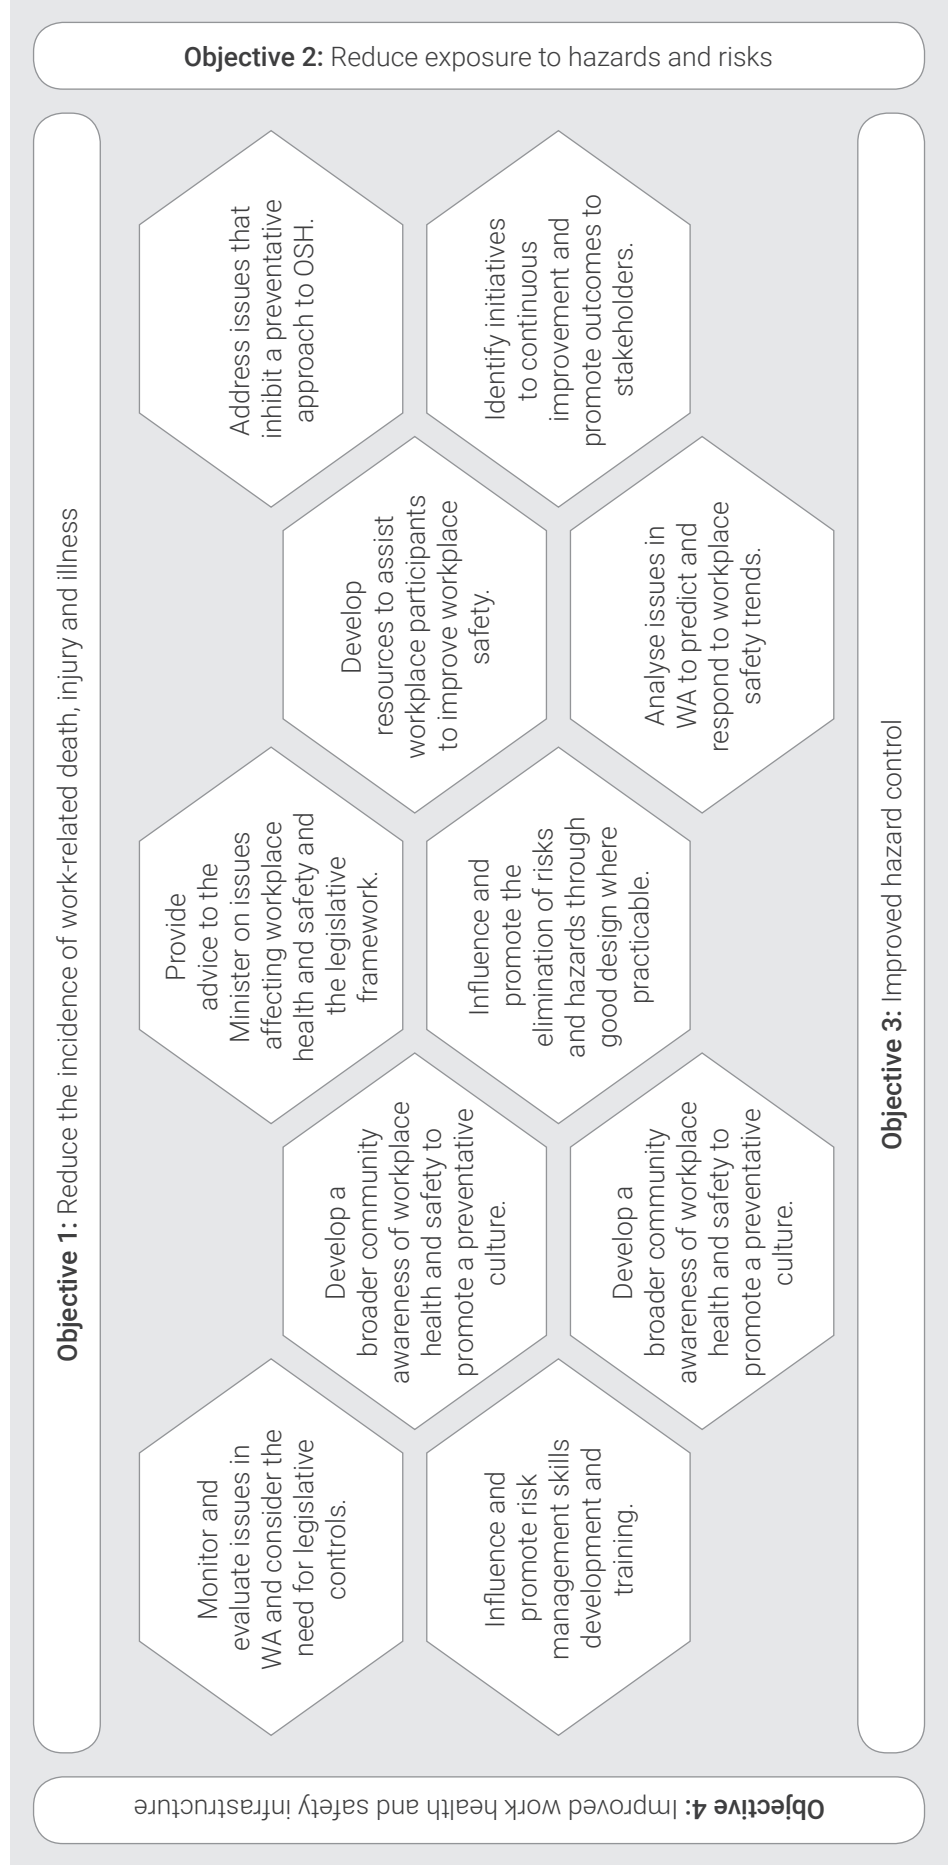 Objective 1: Reduce the incidence of work-related death, injury and illness
Monitor and
evaluate issues in
WA and consider the
need for legislative
controls.
Provide
advice to the
Minister on issues
affecting workplace
health and safety and
the legislative
framework.
Address issues that
inhibit a preventative
approach to OSH.
Develop a
broader community
awareness of workplace
health and safety to
promote a preventative
culture.
Develop
resources to assist
workplace participants
to improve workplace
safety.
Influence and
promote risk
management skills
development and
training.
Influence and
promote the
elimination of risks
and hazards through
good design where
practicable.
Identify initiatives
to continuous
improvement and
promote outcomes to
stakeholders.
Develop a
broader community
awareness of workplace
health and safety to
promote a preventative
culture.
Analyse issues in
WA to predict and
respond to workplace
safety trends.
Objective 2: Reduce exposure to hazards and risks
Objective 3: Improved hazard control
Objective 4: Improved work health and safety infrastructure